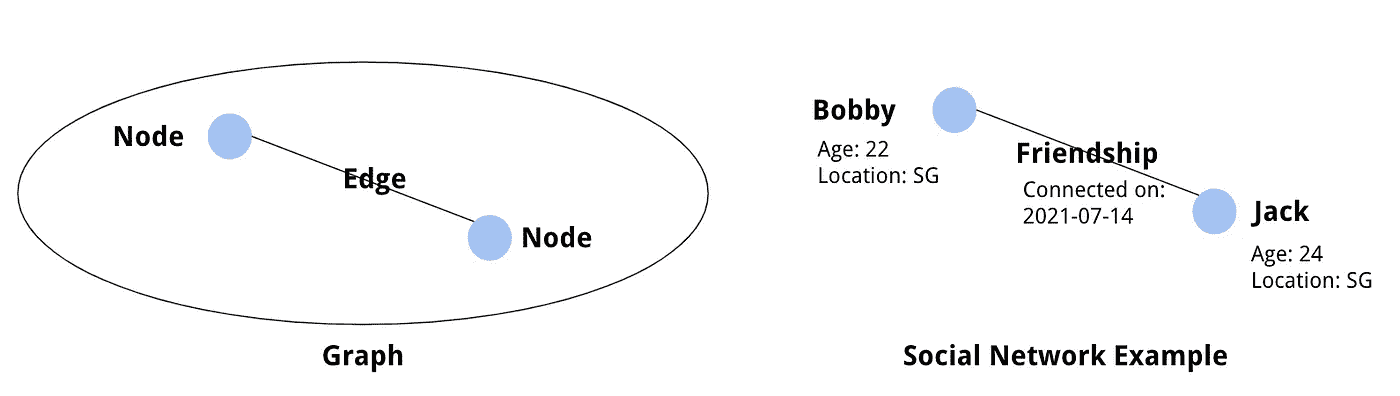 Node
Edge
Node
Graph
Bobby
Age: 22
Location: SG
Friendship
Connected on:
2021-07-14
Jack
Age: 24
Location: SG
Social Network Example